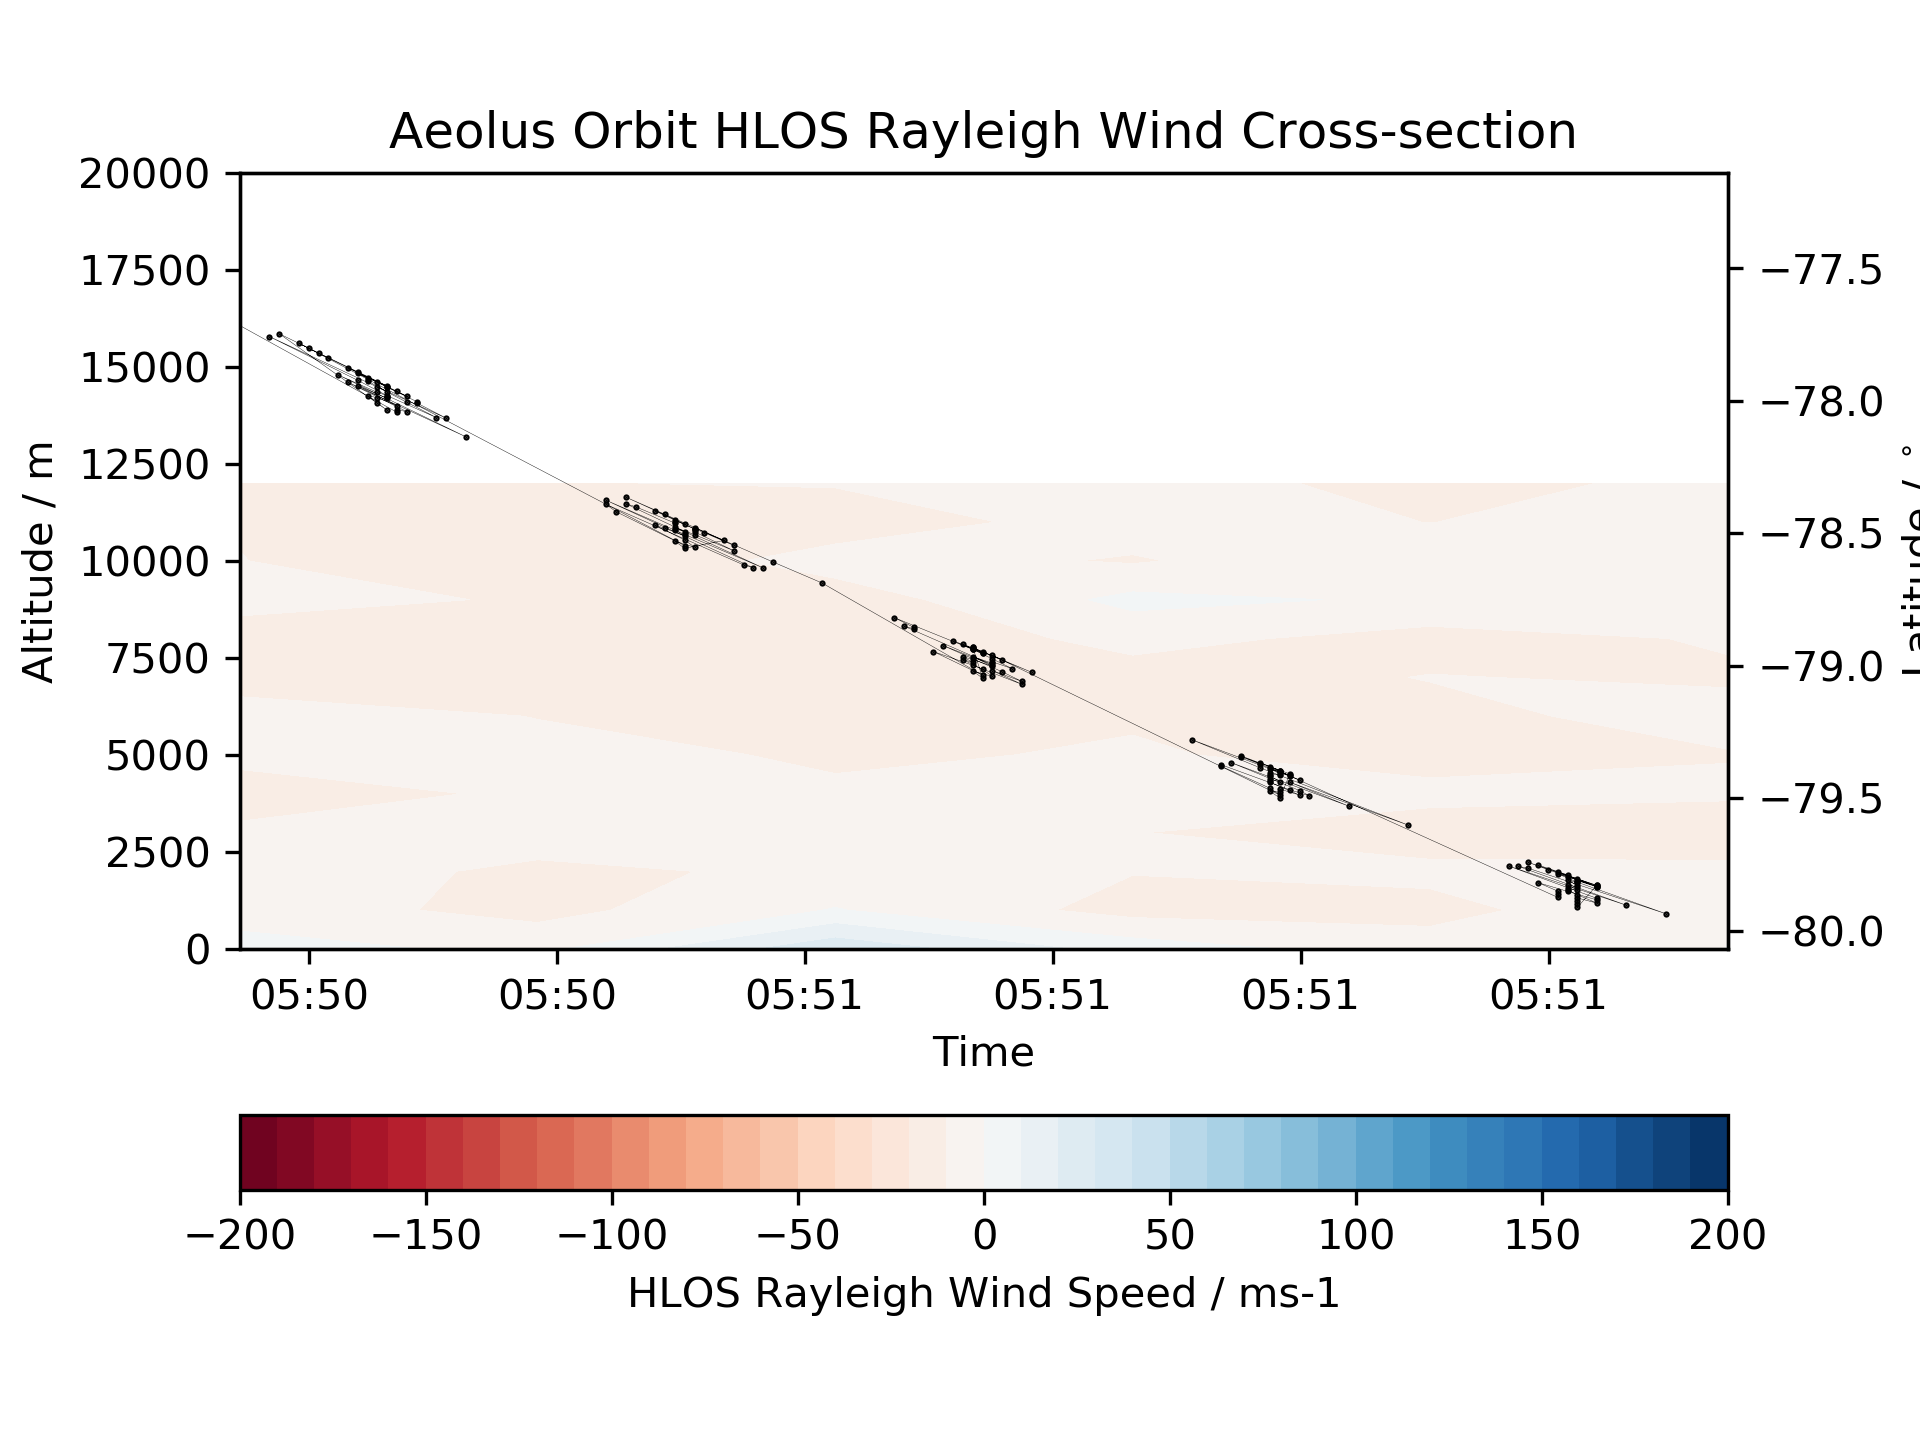 Aeolus Orbit HLOS Rayleigh Wind Cross-section
20000
17500
15000
12500
10000
7500
5000
2500
0
Altitude / m
−77.5
−78.0
−78.5
−79.0
−79.5
−80.0
Latitude / °
05:50 05:50 05:51 05:51 05:51 05:51
Time
−200 −150 −100 −50 0 50 100 150 200
HLOS Rayleigh Wind Speed / ms-1